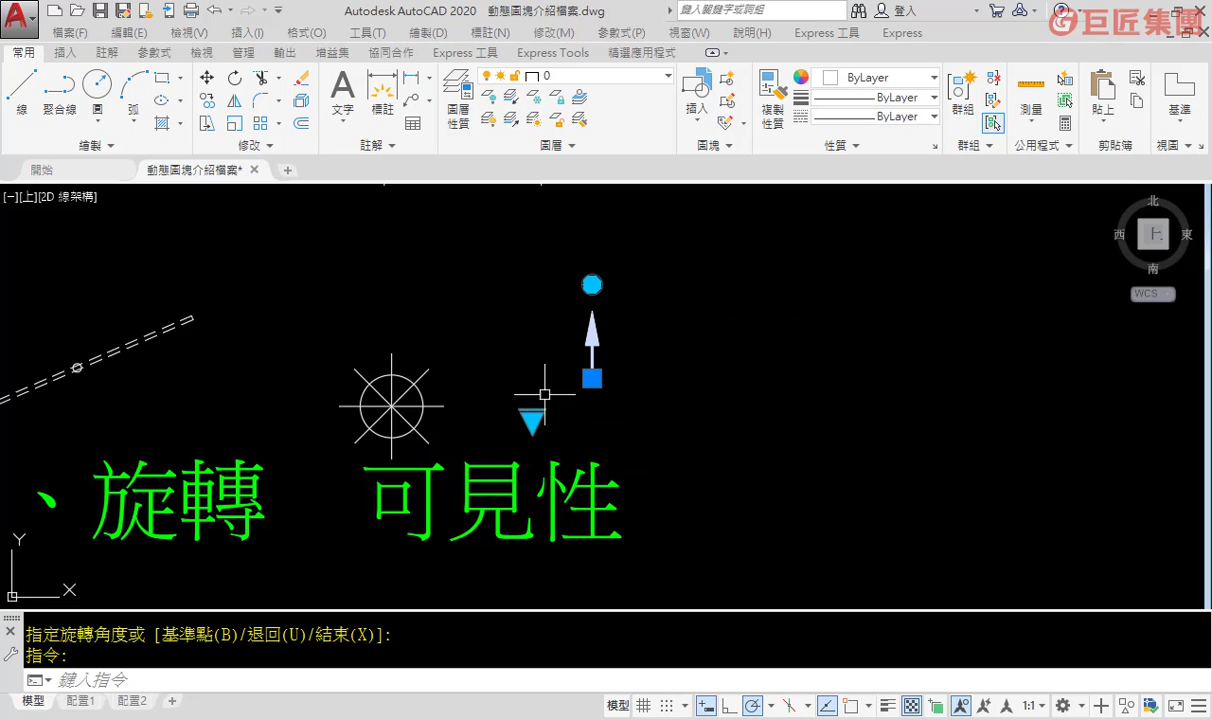 Autodesk AutoCAD 2020 動態圖塊介紹檔案.dwg
鍵入關鍵字或詞組
登入
巨匠集團
檔案(F) 編輯(E) 檢視(V) 插入(I) 格式(O) 工具(T) 繪製(D) 標註(N) 修改(M) 參數式(P) 視窗(W) 說明(H) Express 工具 Express
常用 插入 註解 參數式 檢視 管理 輸出 增益集 協同合作 Express 工具 Express Tools 精選應用程式
線 聚合線 圓 弧
文字 標註
圖層
性質
0
插入
複製
性質
ByLayer
ByLayer
ByLayer
群組 測量 貼上 基準
繪製 修改 註解 圖層 圖塊 性質 群組 公用程式 剪貼簿 視圖
開始 動態圖塊介紹檔案*
[−][上][2D 線架構]
北
西 上 東
南
WCS
、旋轉 可見性
Y
X
指定旋轉角度或 [基準點(B)/退回(U)/結束(X)]:
指令:
鍵入指令
模型 配置1 配置2
模型 1:1